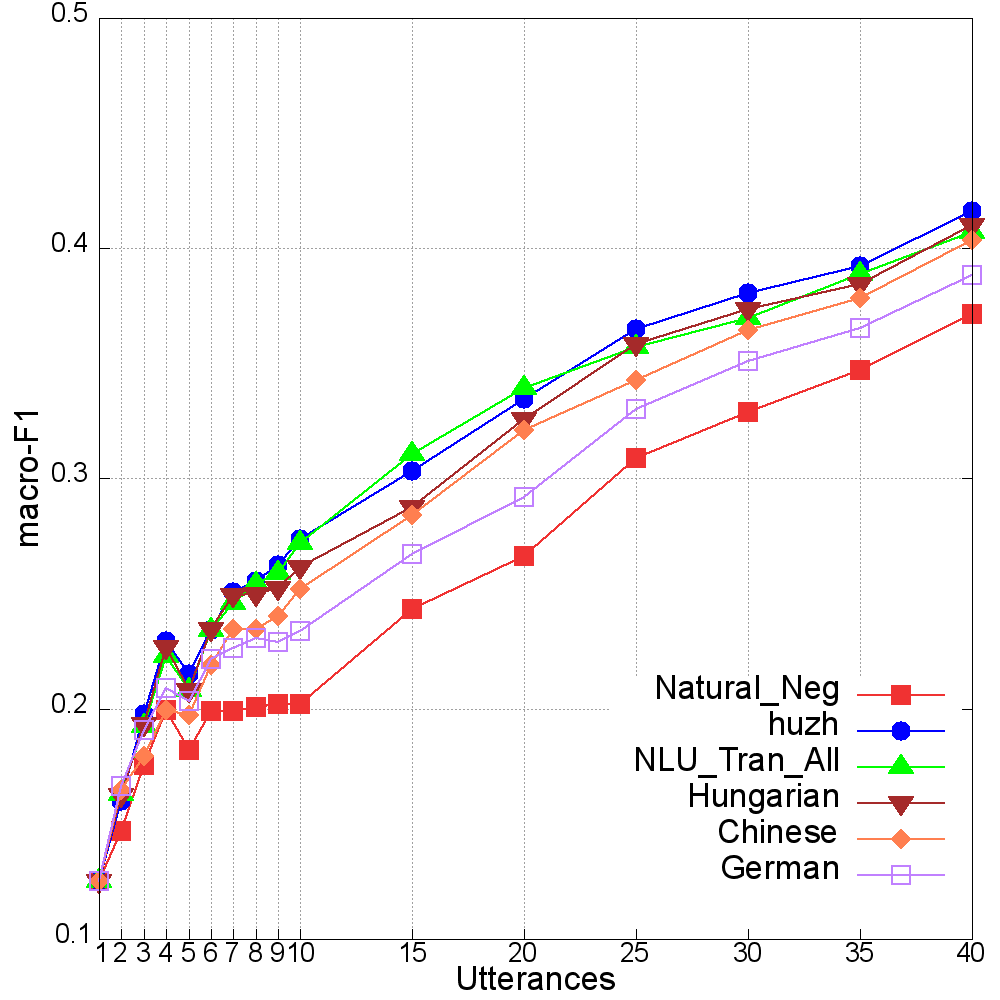 0.5
0.4
0.3
0.2
0.1
macro-F1
Natural_Neg
huzh
NLU_Tran_All
Hungarian
Chinese
German
1 2 3 4 5 6 7 8 9 10 15 20 25 30 35 40
Utterances